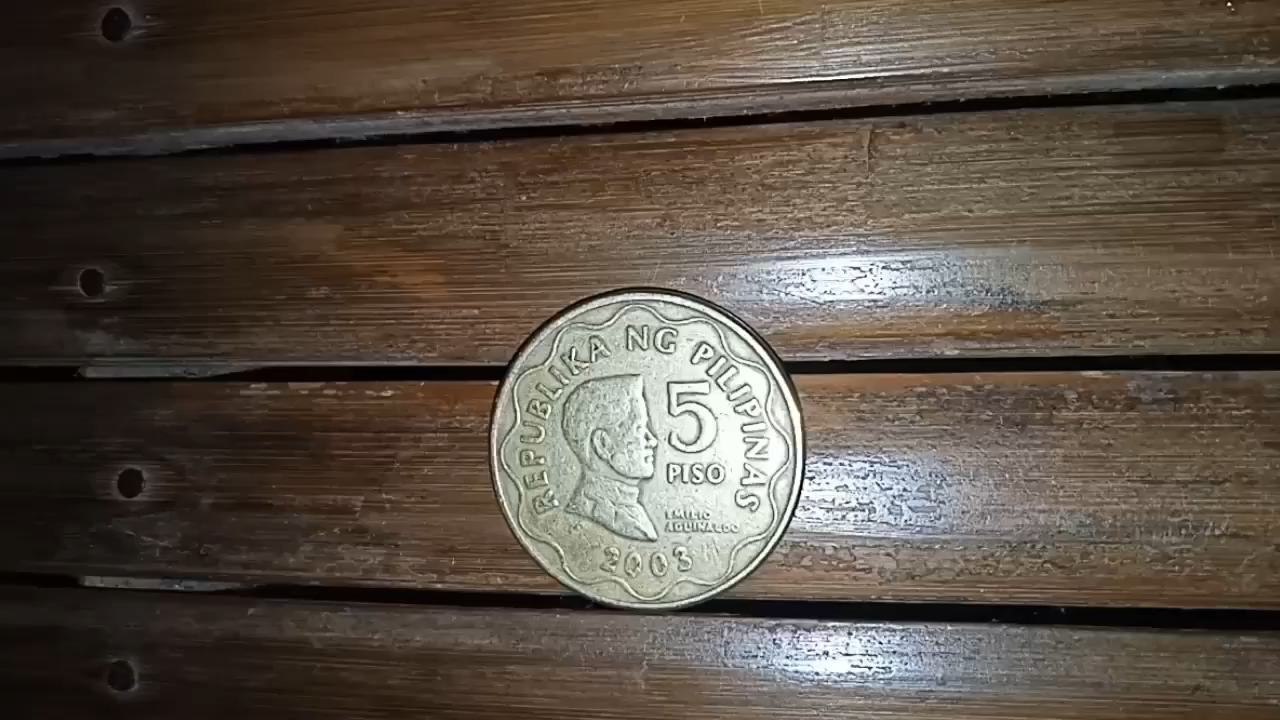 REPUBLIKA NG PILIPINAS
5
PISO
EMILIO
AGUINALDO
2003